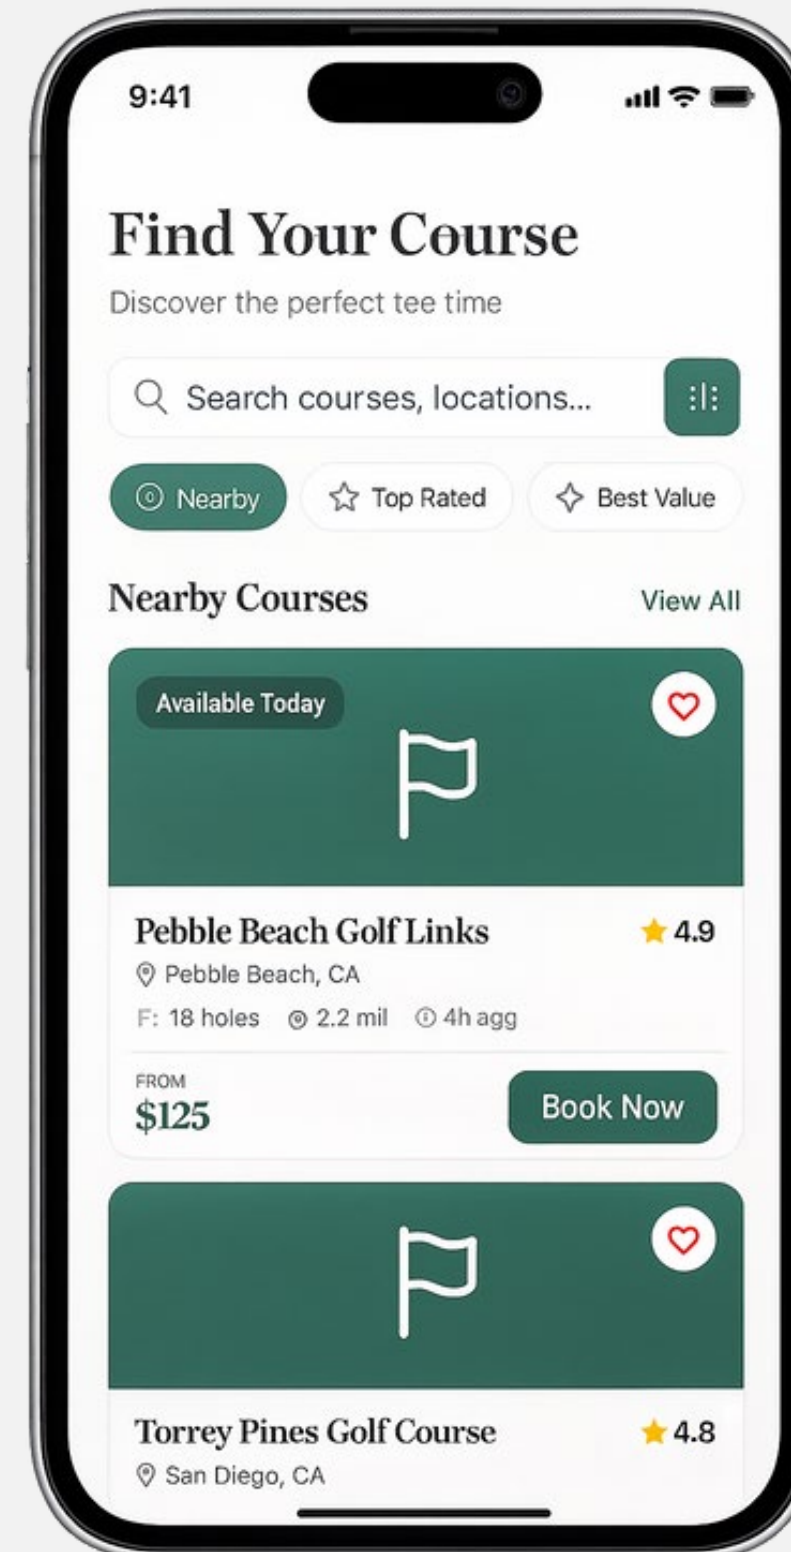 9:41
Find Your Course
Discover the perfect tee time
Search courses, locations...
Nearby Top Rated Best Value
Nearby Courses View All
Available Today
Pebble Beach Golf Links 4.9
Pebble Beach, CA
F: 18 holes 2.2 mil 4h agg
FROM
$125 Book Now
Torrey Pines Golf Course 4.8
San Diego, CA